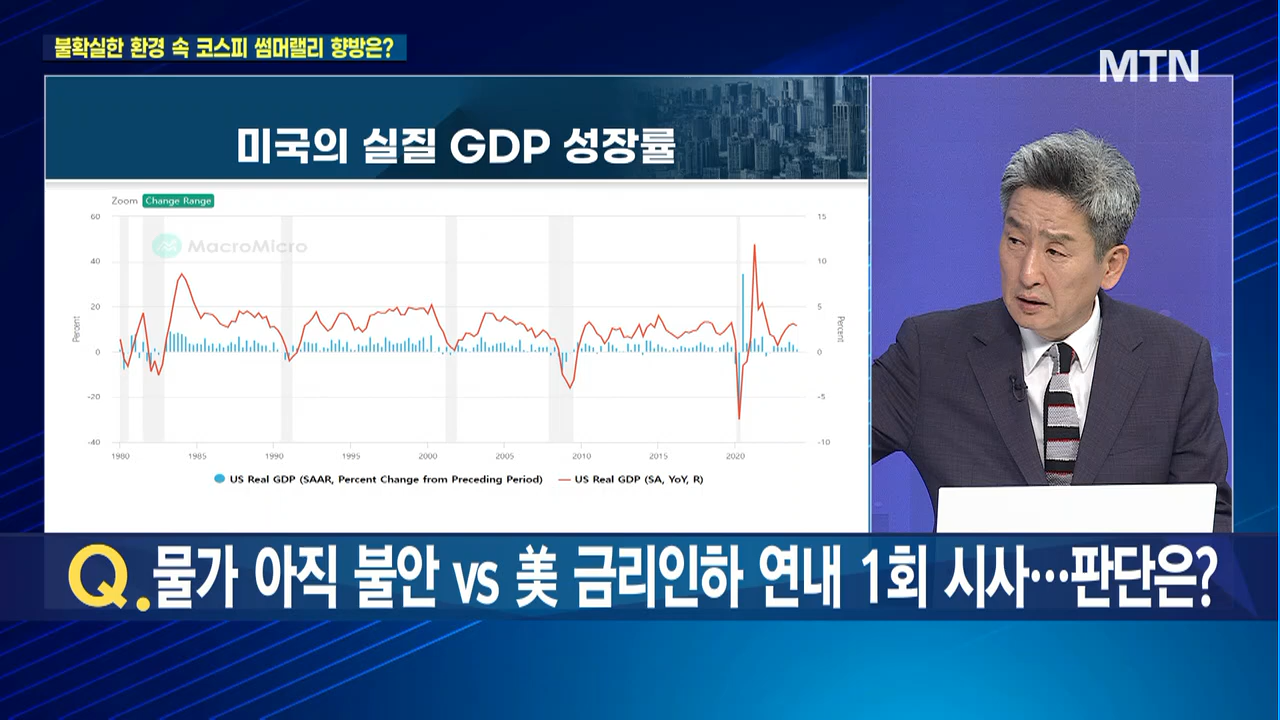 불확실한 환경 속 코스피 썸머랠리 향방은?
MTN
미국의 실질 GDP 성장률
Zoom Change Range
MacroMicro
60
40
20
0
-20
-40
Percent
15
10
5
0
-5
-10
Percent
1980 1985 1990 1995 2000 2005 2010 2015 2020
US Real GDP (SAAR, Percent Change from Preceding Period) US Real GDP (SA, YoY, R)
Q.물가 아직 불안 vs 美 금리인하 연내 1회 시사…판단은?